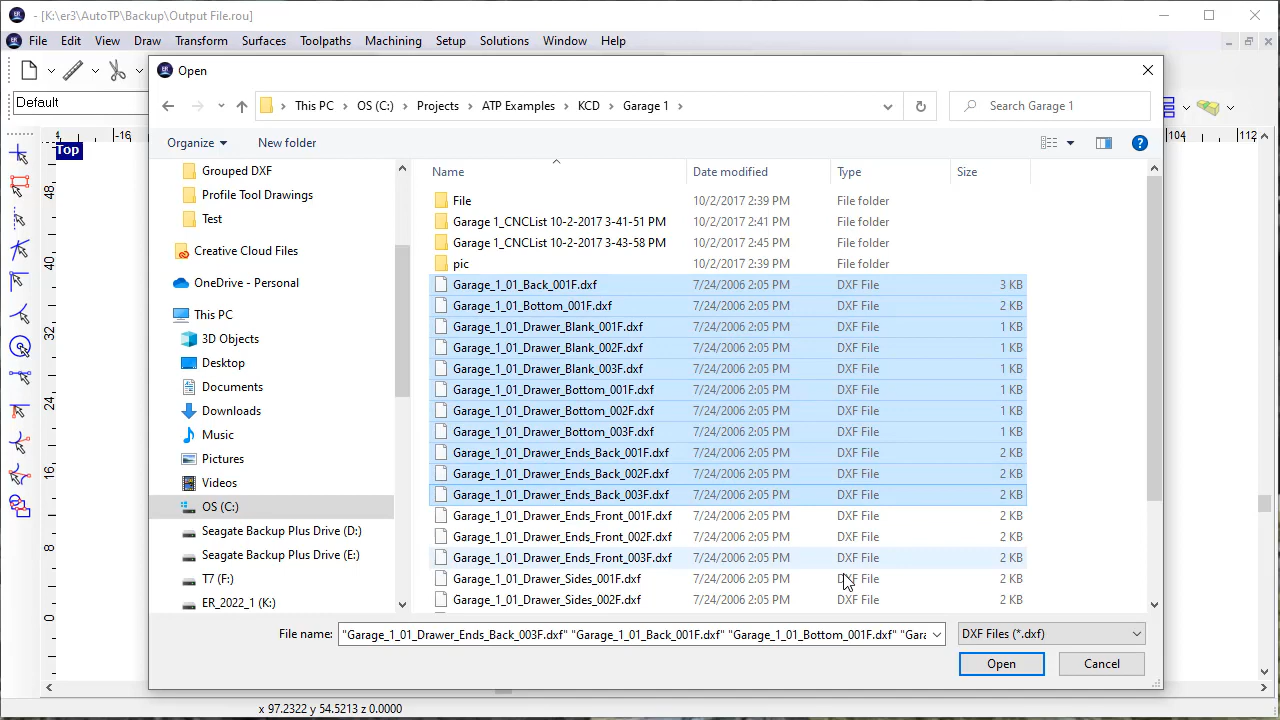 - [K:\er3\AutoTP\Backup\Output File.rou]
File Edit View Draw Transform Surfaces Toolpaths Machining Setup Solutions Window Help
Open
Default
This PC > OS (C:) > Projects > ATP Examples > KCD > Garage 1 >
Search Garage 1
Organize
New folder
-16
104
112
Top
48
32
24
16
8
0
Grouped DXF
Profile Tool Drawings
Test
Creative Cloud Files
OneDrive - Personal
This PC
3D Objects
Desktop
Documents
Downloads
Music
Pictures
Videos
OS (C:)
Seagate Backup Plus Drive (D:)
Seagate Backup Plus Drive (E:)
T7 (F:)
ER_2022_1 (K:)
Name Date modified Type Size
File 10/2/2017 2:39 PM File folder
Garage 1_CNCList 10-2-2017 3-41-51 PM 10/2/2017 2:41 PM File folder
Garage 1_CNCList 10-2-2017 3-43-58 PM 10/2/2017 2:45 PM File folder
pic 10/2/2017 2:39 PM File folder
Garage_1_01_Back_001F.dxf 7/24/2006 2:05 PM DXF File 3 KB
Garage_1_01_Bottom_001F.dxf 7/24/2006 2:05 PM DXF File 2 KB
Garage_1_01_Drawer_Blank_001F.dxf 7/24/2006 2:05 PM DXF File 1 KB
Garage_1_01_Drawer_Blank_002F.dxf 7/24/2006 2:05 PM DXF File 1 KB
Garage_1_01_Drawer_Blank_003F.dxf 7/24/2006 2:05 PM DXF File 1 KB
Garage_1_01_Drawer_Bottom_001F.dxf 7/24/2006 2:05 PM DXF File 1 KB
Garage_1_01_Drawer_Bottom_002F.dxf 7/24/2006 2:05 PM DXF File 1 KB
Garage_1_01_Drawer_Bottom_003F.dxf 7/24/2006 2:05 PM DXF File 1 KB
Garage_1_01_Drawer_Ends_Back_001F.dxf 7/24/2006 2:05 PM DXF File 2 KB
Garage_1_01_Drawer_Ends_Back_002F.dxf 7/24/2006 2:05 PM DXF File 2 KB
Garage_1_01_Drawer_Ends_Back_003F.dxf 7/24/2006 2:05 PM DXF File 2 KB
Garage_1_01_Drawer_Ends_Front_001F.dxf 7/24/2006 2:05 PM DXF File 2 KB
Garage_1_01_Drawer_Ends_Front_002F.dxf 7/24/2006 2:05 PM DXF File 2 KB
Garage_1_01_Drawer_Ends_Front_003F.dxf 7/24/2006 2:05 PM DXF File 2 KB
Garage_1_01_Drawer_Sides_001F.dxf 7/24/2006 2:05 PM DXF File 2 KB
Garage_1_01_Drawer_Sides_002F.dxf 7/24/2006 2:05 PM DXF File 2 KB
File name: "Garage_1_01_Drawer_Ends_Back_003F.dxf" "Garage_1_01_Back_001F.dxf" "Garage_1_01_Bottom_001F.dxf" "Gara
DXF Files (*.dxf)
Open Cancel
x 97.2322 y 54.5213 z 0.0000